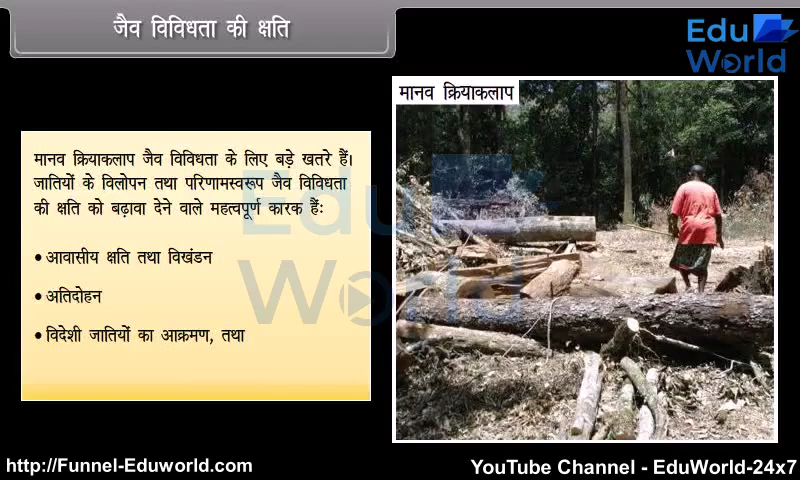 जैव विविधता की क्षति
Edu
World
मानव क्रियाकलाप
मानव क्रियाकलाप जैव विविधता के लिए बड़े खतरे हैं।
जातियों के विलोपन तथा परिणामस्वरूप जैव विविधता
की क्षति को बढ़ावा देने वाले महत्वपूर्ण कारक हैंः
• आवासीय क्षति तथा विखंडन
• अतिदोहन
• विदेशी जातियों का आक्रमण, तथा
Edu
World
http://Funnel-Eduworld.com
YouTube Channel - EduWorld-24x7